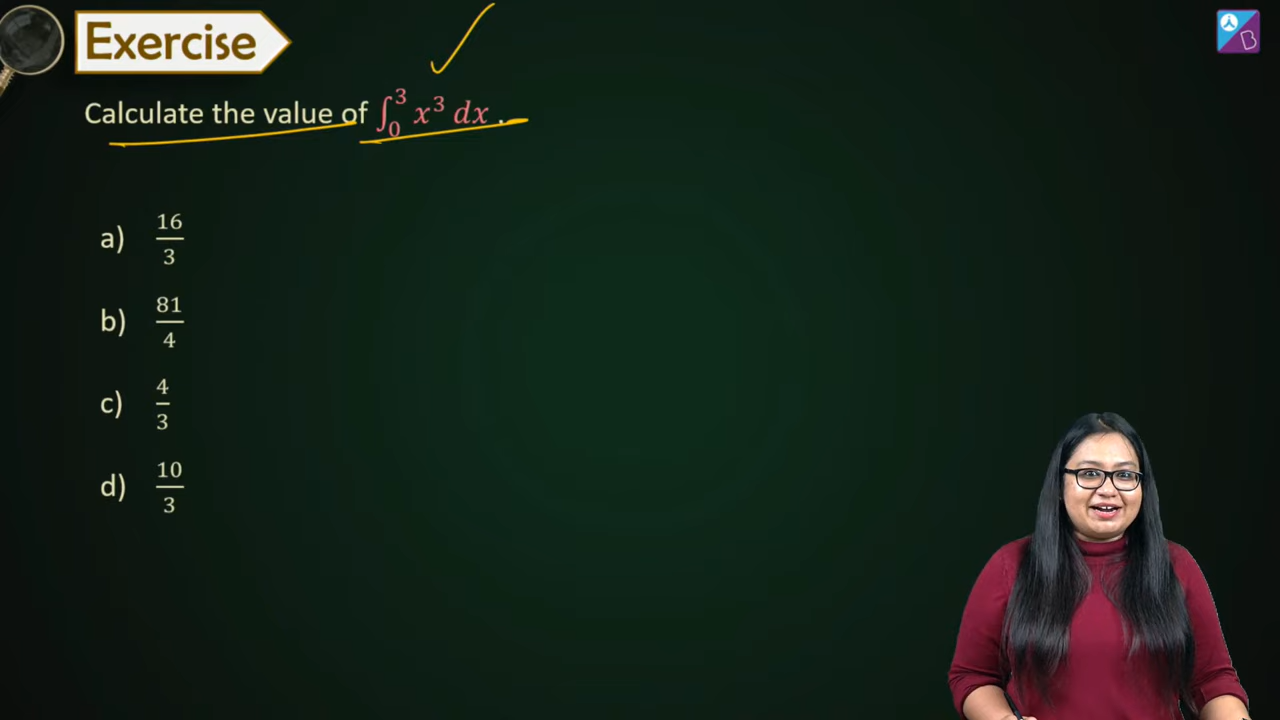 Exercise
Calculate the value of ∫₀³ x³ dx .
a) 16/3
b) 81/4
c) 4/3
d) 10/3
B